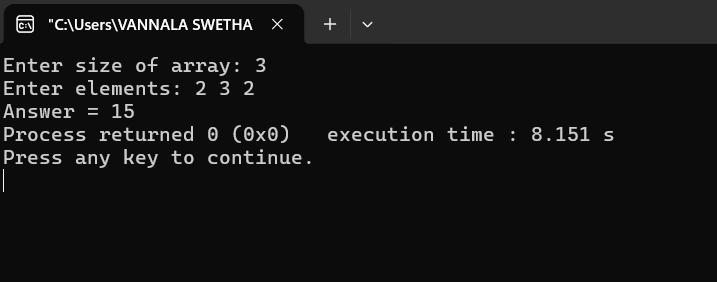 "C:\Users\VANNALA SWETHA
Enter size of array: 3
Enter elements: 2 3 2
Answer = 15
Process returned 0 (0x0)   execution time : 8.151 s
Press any key to continue.